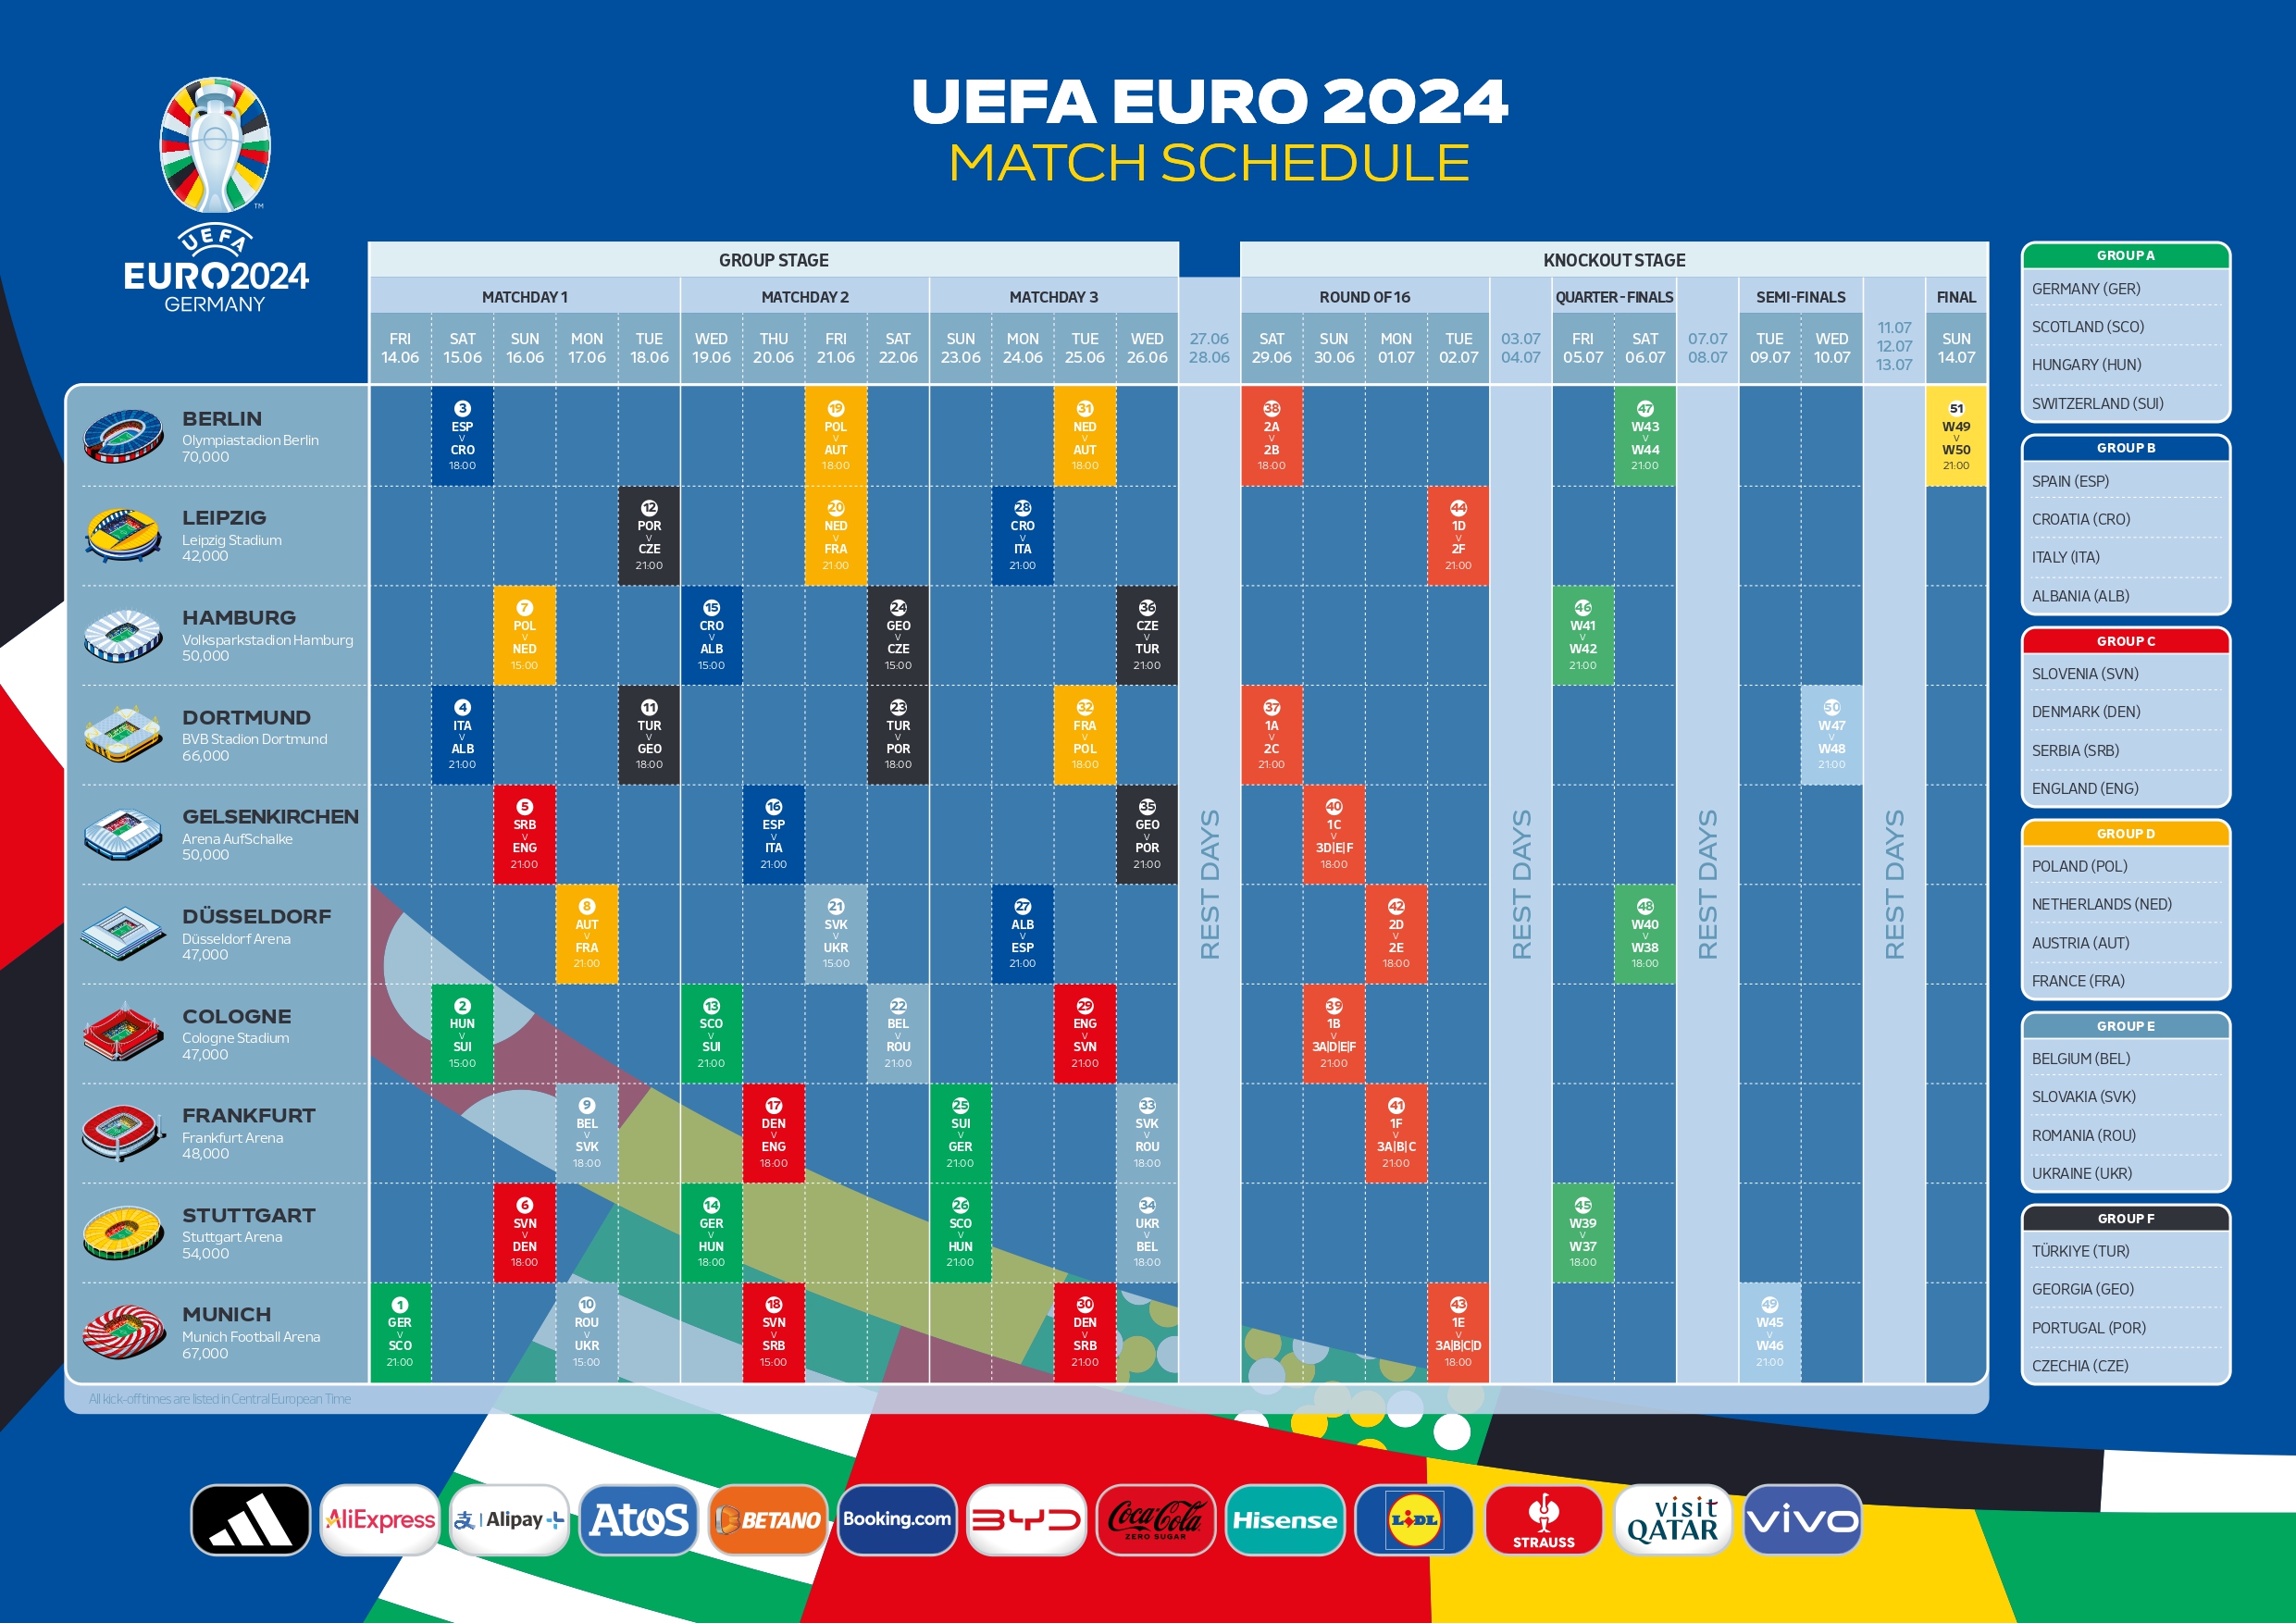 UEFA EURO 2024
MATCH SCHEDULE
™
UEFA
EURO2024
GERMANY
GROUP STAGE
KNOCKOUT STAGE
MATCHDAY 1
MATCHDAY 2
MATCHDAY 3
ROUND OF 16
QUARTER-FINALS
SEMI-FINALS
FINAL
FRI
14.06
SAT
15.06
SUN
16.06
MON
17.06
TUE
18.06
WED
19.06
THU
20.06
FRI
21.06
SAT
22.06
SUN
23.06
MON
24.06
TUE
25.06
WED
26.06
27.06
28.06
SAT
29.06
SUN
30.06
MON
01.07
TUE
02.07
03.07
04.07
FRI
05.07
SAT
06.07
07.07
08.07
TUE
09.07
WED
10.07
11.07
12.07
13.07
SUN
14.07
BERLIN
Olympiastadion Berlin
70,000
3
ESP
V
CRO
18:00
19
POL
V
AUT
18:00
31
NED
V
AUT
18:00
38
2A
V
2B
18:00
47
W43
V
W44
21:00
51
W49
V
W50
21:00
LEIPZIG
Leipzig Stadium
42,000
12
POR
V
CZE
21:00
20
NED
V
FRA
21:00
28
CRO
V
ITA
21:00
44
1D
V
2F
21:00
HAMBURG
Volksparkstadion Hamburg
50,000
7
POL
V
NED
15:00
15
CRO
V
ALB
15:00
24
GEO
V
CZE
15:00
36
CZE
V
TUR
21:00
46
W41
V
W42
21:00
DORTMUND
BVB Stadion Dortmund
66,000
4
ITA
V
ALB
21:00
11
TUR
V
GEO
18:00
23
TUR
V
POR
18:00
32
FRA
V
POL
18:00
37
1A
V
2C
21:00
50
W47
V
W48
21:00
GELSENKIRCHEN
Arena AufSchalke
50,000
5
SRB
V
ENG
21:00
16
ESP
V
ITA
21:00
35
GEO
V
POR
21:00
40
1C
V
3D|E|F
18:00
REST DAYS
REST DAYS
REST DAYS
REST DAYS
DÜSSELDORF
Düsseldorf Arena
47,000
8
AUT
V
FRA
21:00
21
SVK
V
UKR
15:00
27
ALB
V
ESP
21:00
42
2D
V
2E
18:00
48
W40
V
W38
18:00
COLOGNE
Cologne Stadium
47,000
2
HUN
V
SUI
15:00
13
SCO
V
SUI
21:00
22
BEL
V
ROU
21:00
29
ENG
V
SVN
21:00
39
1B
V
3A|D|E|F
21:00
FRANKFURT
Frankfurt Arena
48,000
9
BEL
V
SVK
18:00
17
DEN
V
ENG
18:00
25
SUI
V
GER
21:00
33
SVK
V
ROU
18:00
41
1F
V
3A|B|C
21:00
STUTTGART
Stuttgart Arena
54,000
6
SVN
V
DEN
18:00
14
GER
V
HUN
18:00
26
SCO
V
HUN
21:00
34
UKR
V
BEL
18:00
45
W39
V
W37
18:00
MUNICH
Munich Football Arena
67,000
1
GER
V
SCO
21:00
10
ROU
V
UKR
15:00
18
SVN
V
SRB
15:00
30
DEN
V
SRB
21:00
43
1E
V
3A|B|C|D
18:00
49
W45
V
W46
21:00
All kick-off times are listed in Central European Time
GROUP A
GERMANY (GER)
SCOTLAND (SCO)
HUNGARY (HUN)
SWITZERLAND (SUI)
GROUP B
SPAIN (ESP)
CROATIA (CRO)
ITALY (ITA)
ALBANIA (ALB)
GROUP C
SLOVENIA (SVN)
DENMARK (DEN)
SERBIA (SRB)
ENGLAND (ENG)
GROUP D
POLAND (POL)
NETHERLANDS (NED)
AUSTRIA (AUT)
FRANCE (FRA)
GROUP E
BELGIUM (BEL)
SLOVAKIA (SVK)
ROMANIA (ROU)
UKRAINE (UKR)
GROUP F
TÜRKIYE (TUR)
GEORGIA (GEO)
PORTUGAL (POR)
CZECHIA (CZE)
AliExpress
支 | Alipay+
Atos
BETANO
Booking.com
BYD
Coca-Cola
ZERO SUGAR
Hisense
LIDL
STRAUSS
visit
QATAR
vivo